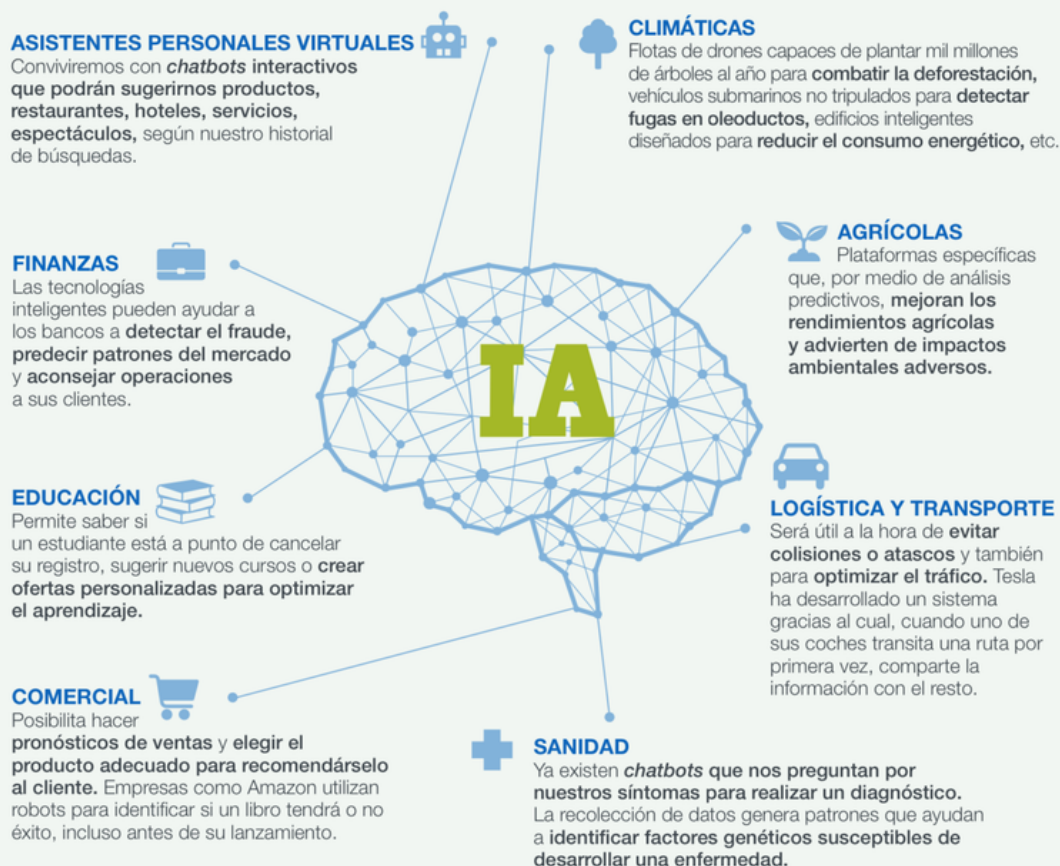 ASISTENTES PERSONALES VIRTUALES
Conviviremos con chatbots interactivos
que podrán sugerirnos productos,
restaurantes, hoteles, servicios,
espectáculos, según nuestro historial
de búsquedas.
CLIMÁTICAS
Flotas de drones capaces de plantar mil millones
de árboles al año para combatir la deforestación,
vehículos submarinos no tripulados para detectar
fugas en oleoductos, edificios inteligentes
diseñados para reducir el consumo energético, etc.
FINANZAS
Las tecnologías
inteligentes pueden ayudar a
los bancos a detectar el fraude,
predecir patrones del mercado
y aconsejar operaciones
a sus clientes.
AGRÍCOLAS
Plataformas específicas
que, por medio de análisis
predictivos, mejoran los
rendimientos agrícolas
y advierten de impactos
ambientales adversos.
IA
EDUCACIÓN
Permite saber si
un estudiante está a punto de cancelar
su registro, sugerir nuevos cursos o crear
ofertas personalizadas para optimizar
el aprendizaje.
LOGÍSTICA Y TRANSPORTE
Será útil a la hora de evitar
colisiones o atascos y también
para optimizar el tráfico. Tesla
ha desarrollado un sistema
gracias al cual, cuando uno de
sus coches transita una ruta por
primera vez, comparte la
información con el resto.
COMERCIAL
Posibilita hacer
pronósticos de ventas y elegir el
producto adecuado para recomendárselo
al cliente. Empresas como Amazon utilizan
robots para identificar si un libro tendrá o no
éxito, incluso antes de su lanzamiento.
SANIDAD
Ya existen chatbots que nos preguntan por
nuestros síntomas para realizar un diagnóstico.
La recolección de datos genera patrones que ayudan
a identificar factores genéticos susceptibles de
desarrollar una enfermedad.